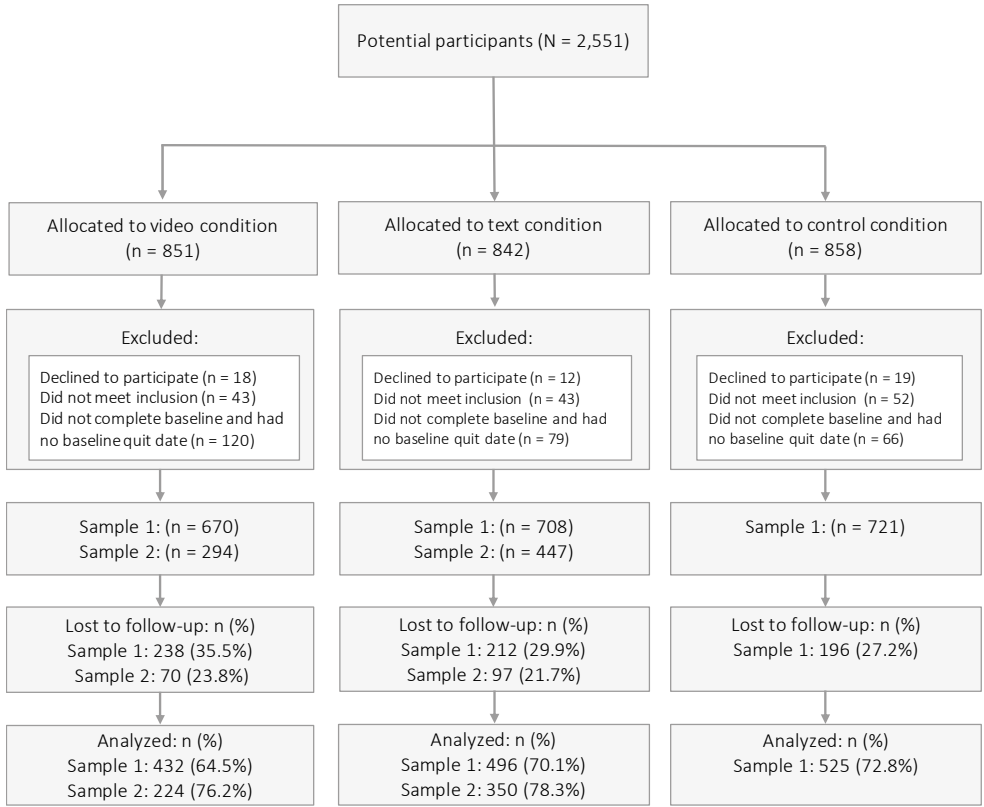 Potential participants (N = 2,551)
Allocated to video condition
(n = 851)
Allocated to text condition
(n = 842)
Allocated to control condition
(n = 858)
Excluded:
Declined to participate (n = 18)
Did not meet inclusion (n = 43)
Did not complete baseline and had
no baseline quit date (n = 120)
Excluded:
Declined to participate (n = 12)
Did not meet inclusion (n = 43)
Did not complete baseline and had
no baseline quit date (n = 79)
Excluded:
Declined to participate (n = 19)
Did not meet inclusion (n = 52)
Did not complete baseline and had
no baseline quit date (n = 66)
Sample 1: (n = 670)
Sample 2: (n = 294)
Sample 1: (n = 708)
Sample 2: (n = 447)
Sample 1: (n = 721)
Lost to follow-up: n (%)
Sample 1: 238 (35.5%)
Sample 2: 70 (23.8%)
Lost to follow-up: n (%)
Sample 1: 212 (29.9%)
Sample 2: 97 (21.7%)
Lost to follow-up: n (%)
Sample 1: 196 (27.2%)
Analyzed: n (%)
Sample 1: 432 (64.5%)
Sample 2: 224 (76.2%)
Analyzed: n (%)
Sample 1: 496 (70.1%)
Sample 2: 350 (78.3%)
Analyzed: n (%)
Sample 1: 525 (72.8%)